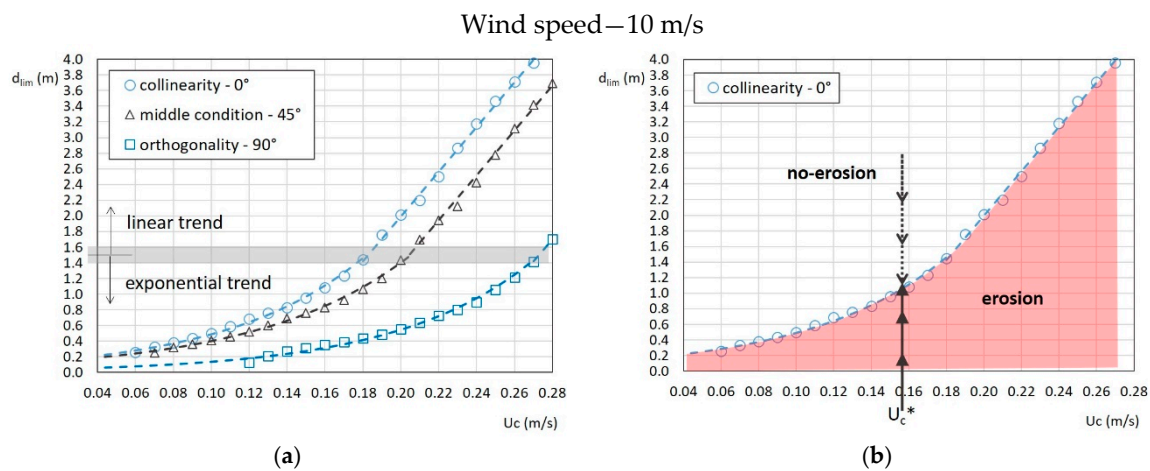 Wind speed—10 m/s
4.0
d_lim (m)
3.8
3.6
3.4
3.2
3.0
2.8
2.6
2.4
2.2
2.0
1.8
1.6
1.4
1.2
1.0
0.8
0.6
0.4
0.2
0.0
collinearity - 0°
middle condition - 45°
orthogonality - 90°
linear trend
exponential trend
0.04 0.06 0.08 0.10 0.12 0.14 0.16 0.18 0.20 0.22 0.24 0.26 0.28
Uc (m/s)
(a)
4.0
d_lim (m)
3.8
3.6
3.4
3.2
3.0
2.8
2.6
2.4
2.2
2.0
1.8
1.6
1.4
1.2
1.0
0.8
0.6
0.4
0.2
0.0
collinearity - 0°
no-erosion
erosion
0.04 0.06 0.08 0.10 0.12 0.14 0.16 0.18 0.20 0.22 0.24 0.26 0.28
U_c*
Uc (m/s)
(b)